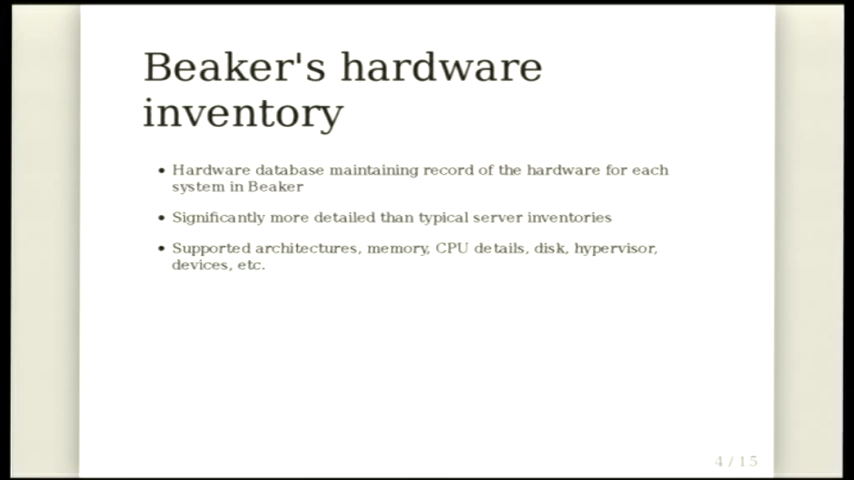 Beaker's hardware
inventory
• Hardware database maintaining record of the hardware for each
system in Beaker
• Significantly more detailed than typical server inventories
• Supported architectures, memory, CPU details, disk, hypervisor,
devices, etc.
4 / 15